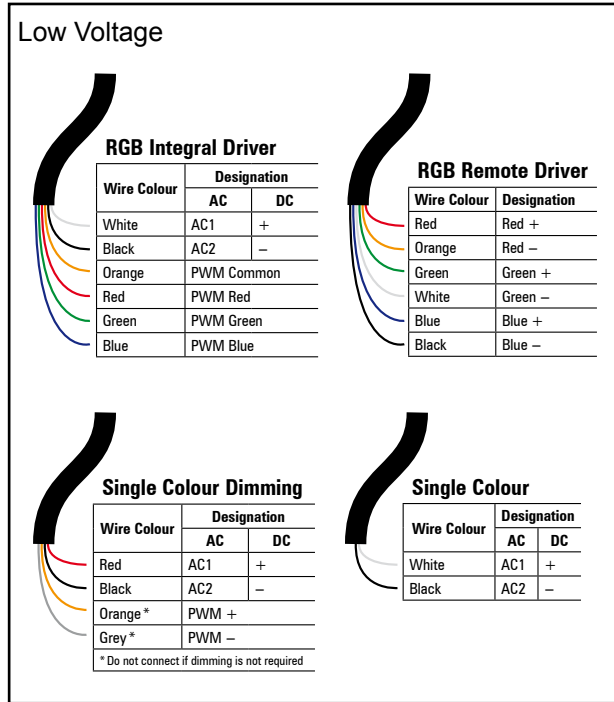 Low Voltage
RGB Integral Driver
Wire Colour Designation
AC DC
White AC1 +
Black AC2 −
Orange PWM Common
Red PWM Red
Green PWM Green
Blue PWM Blue
RGB Remote Driver
Wire Colour Designation
Red Red +
Orange Red −
Green Green +
White Green −
Blue Blue +
Black Blue −
Single Colour Dimming
Wire Colour Designation
AC DC
Red AC1 +
Black AC2 −
Orange* PWM +
Grey* PWM −
* Do not connect if dimming is not required
Single Colour
Wire Colour Designation
AC DC
White AC1 +
Black AC2 −